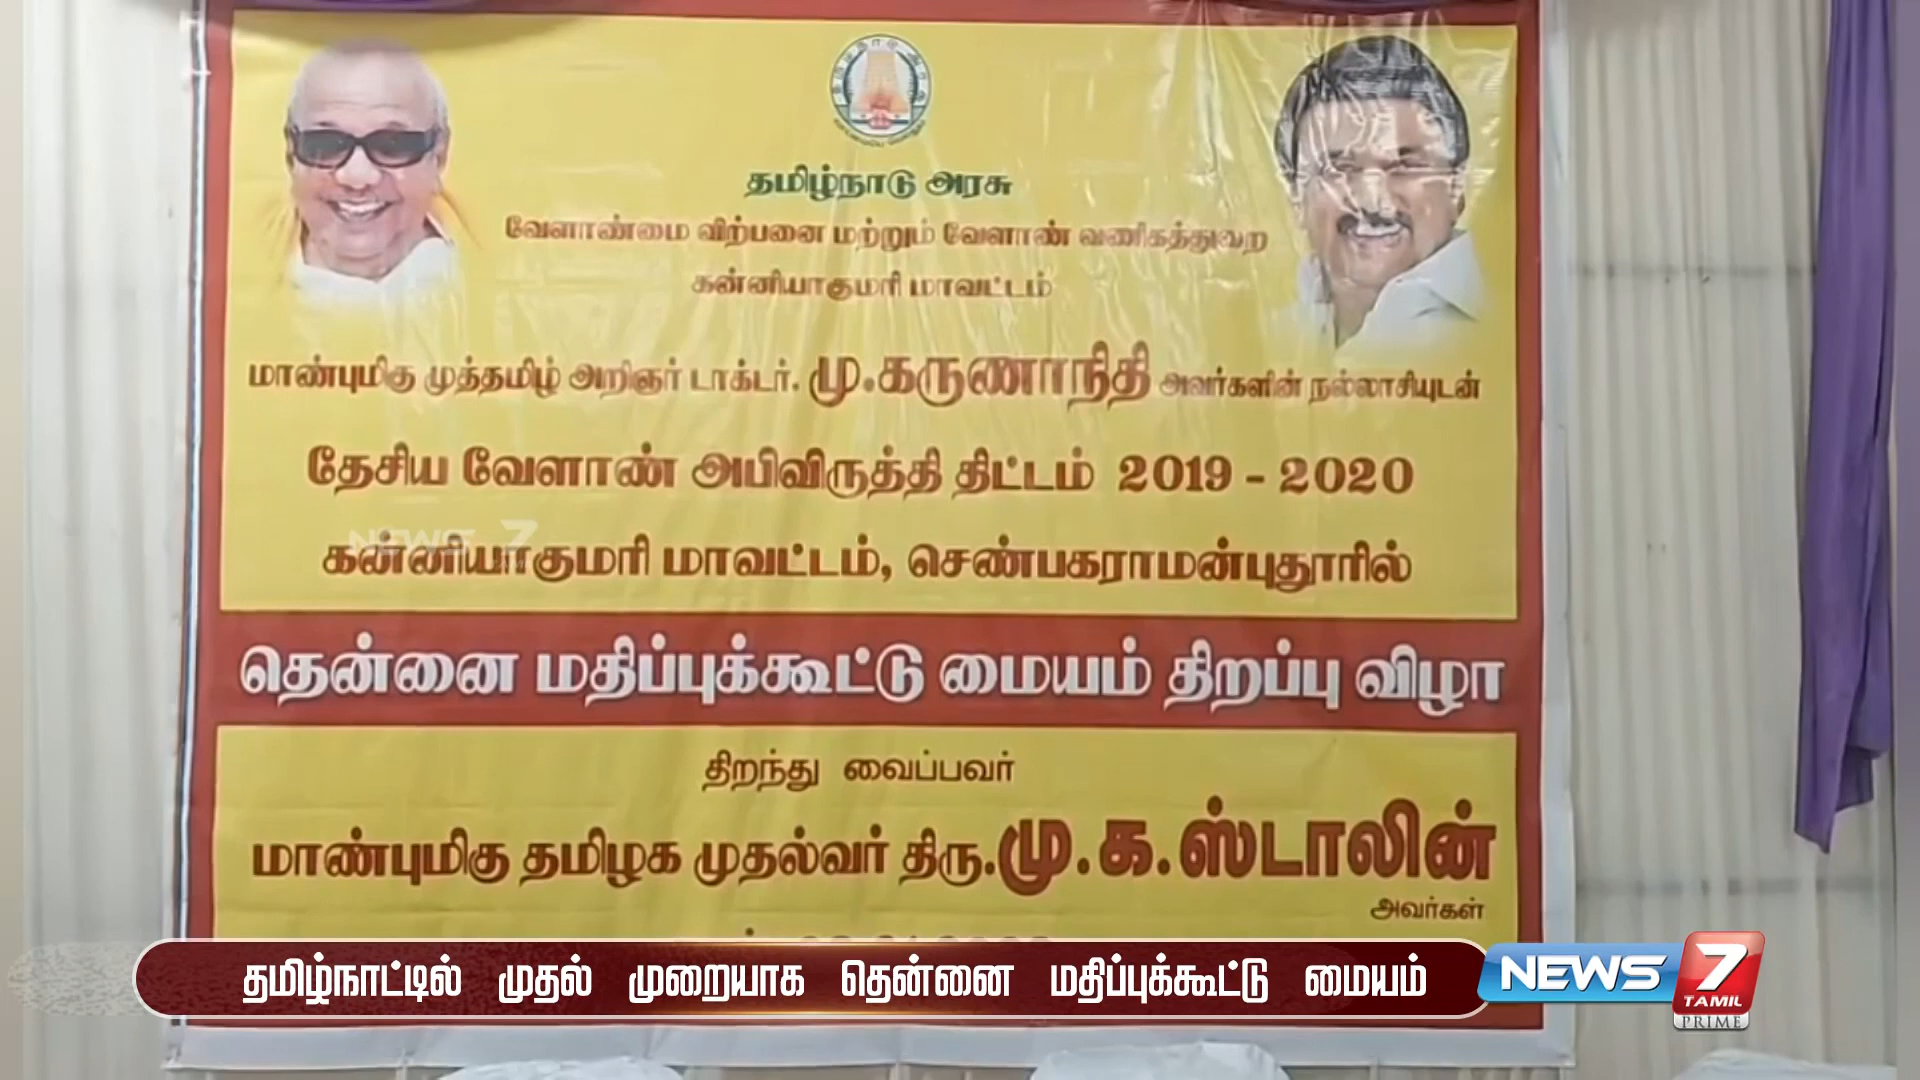 தமிழ்நாடு அரசு
வேளாண்மை விற்பனை மற்றும் வேளாண் வணிகத்துறை
கன்னியாகுமரி மாவட்டம்
மாண்புமிகு முத்தமிழ் அறிஞர் டாக்டர். மு.கருணாநிதி அவர்களின் நல்லாசியுடன்
தேசிய வேளாண் அபிவிருத்தி திட்டம் 2019 - 2020
NEWS 7
கன்னியாகுமரி மாவட்டம், செண்பகராமன்புதூரில்
தென்னை மதிப்புக்கூட்டு மையம் திறப்பு விழா
திறந்து வைப்பவர்
மாண்புமிகு தமிழக முதல்வர் திரு.மு.க.ஸ்டாலின்
அவர்கள்
தமிழ்நாட்டில் முதல் முறையாக தென்னை மதிப்புக்கூட்டு மையம்
NEWS 7
TAMIL
PRIME